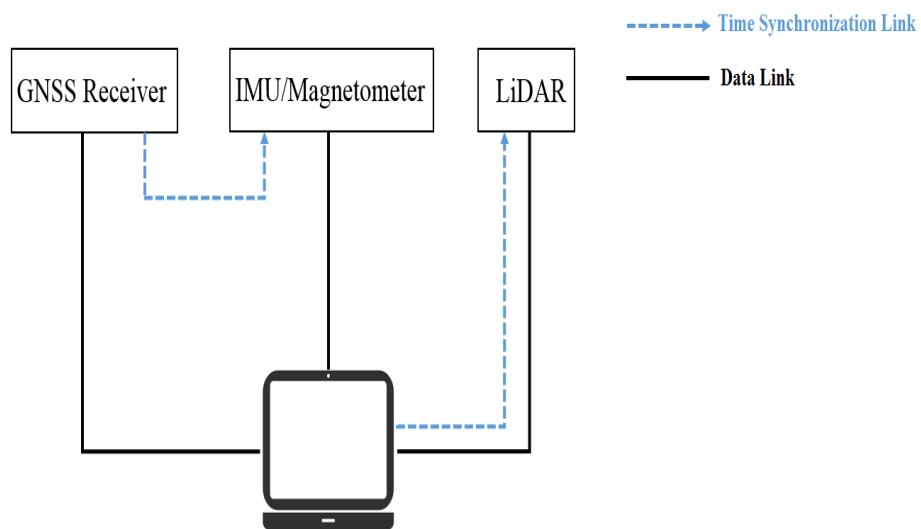 Time Synchronization Link
Data Link
GNSS Receiver
IMU/Magnetometer
LiDAR